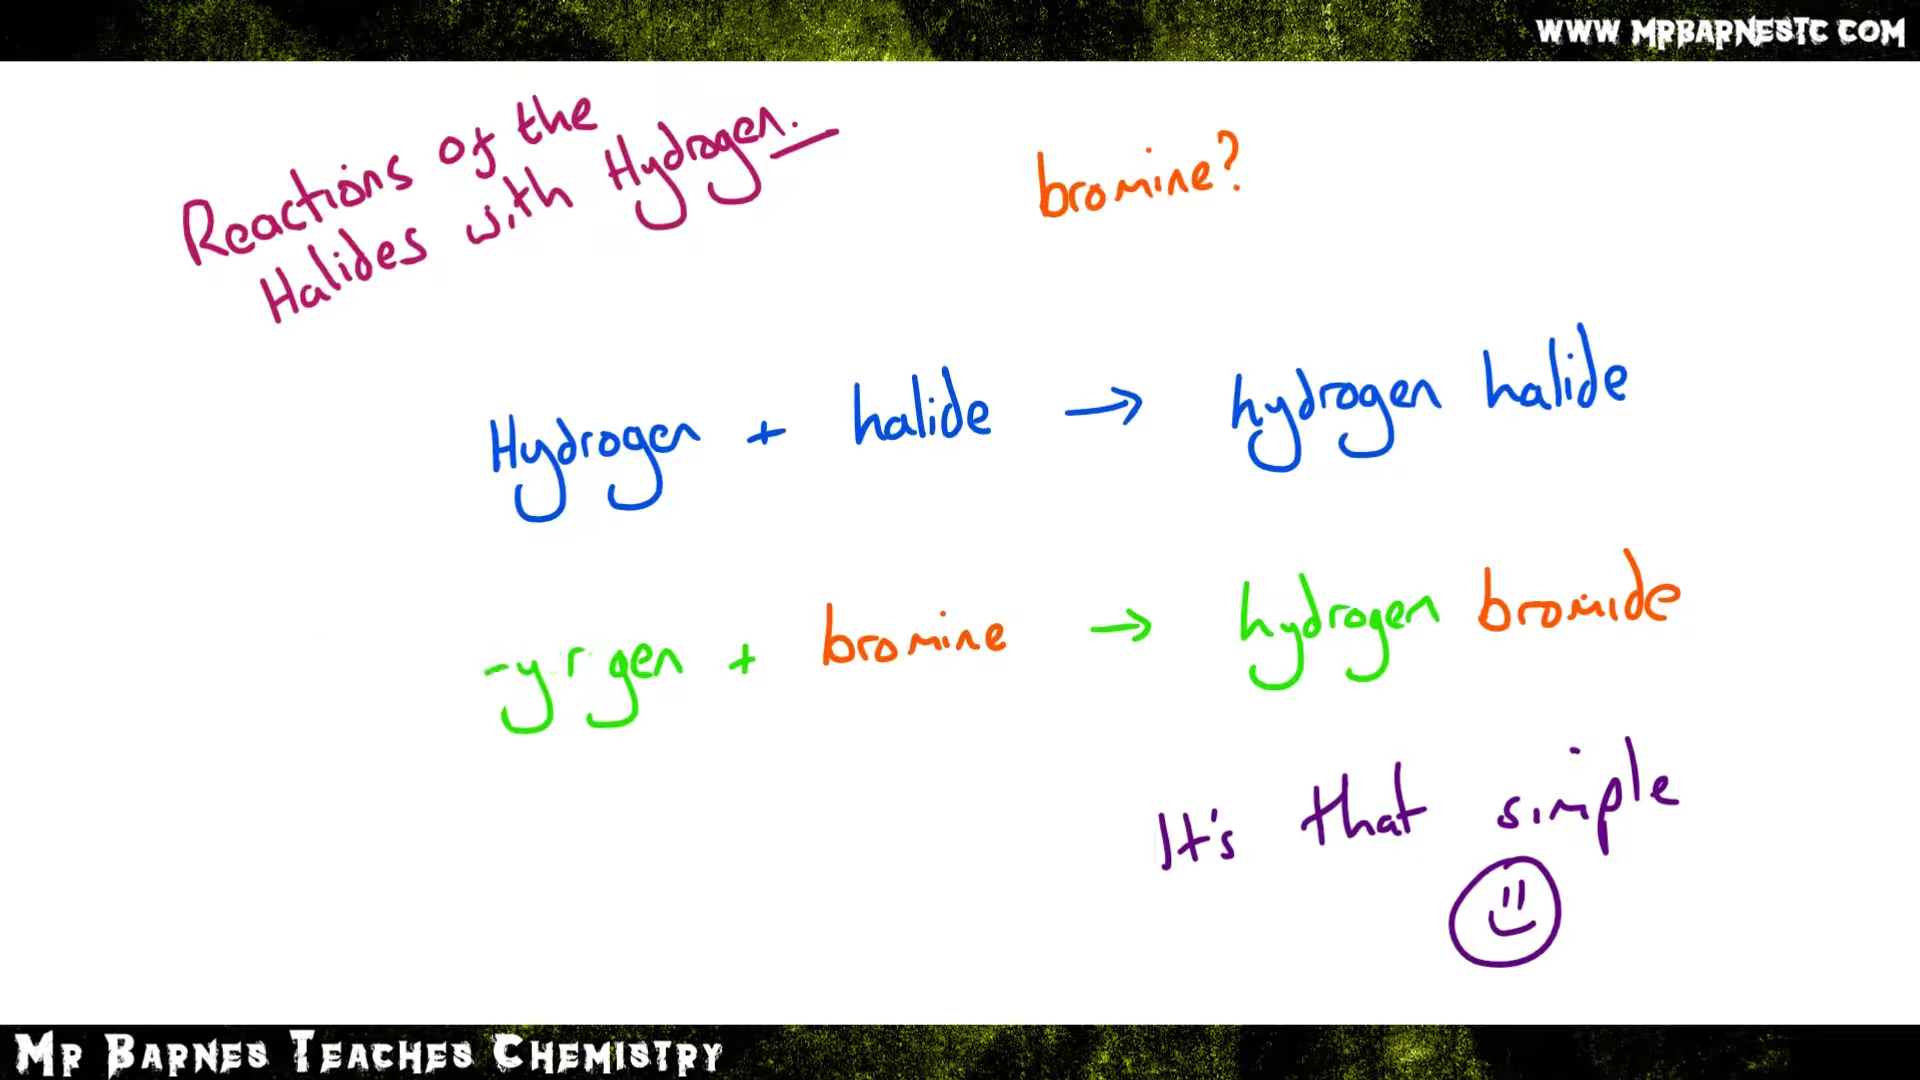 WWW MRBARNESTC COM
Reactions of the
Halides with Hydrogen.
bromine?
Hydrogen + halide → hydrogen halide
+ bromine → hydrogen bromide
It's that simple
Mr Barnes Teaches Chemistry